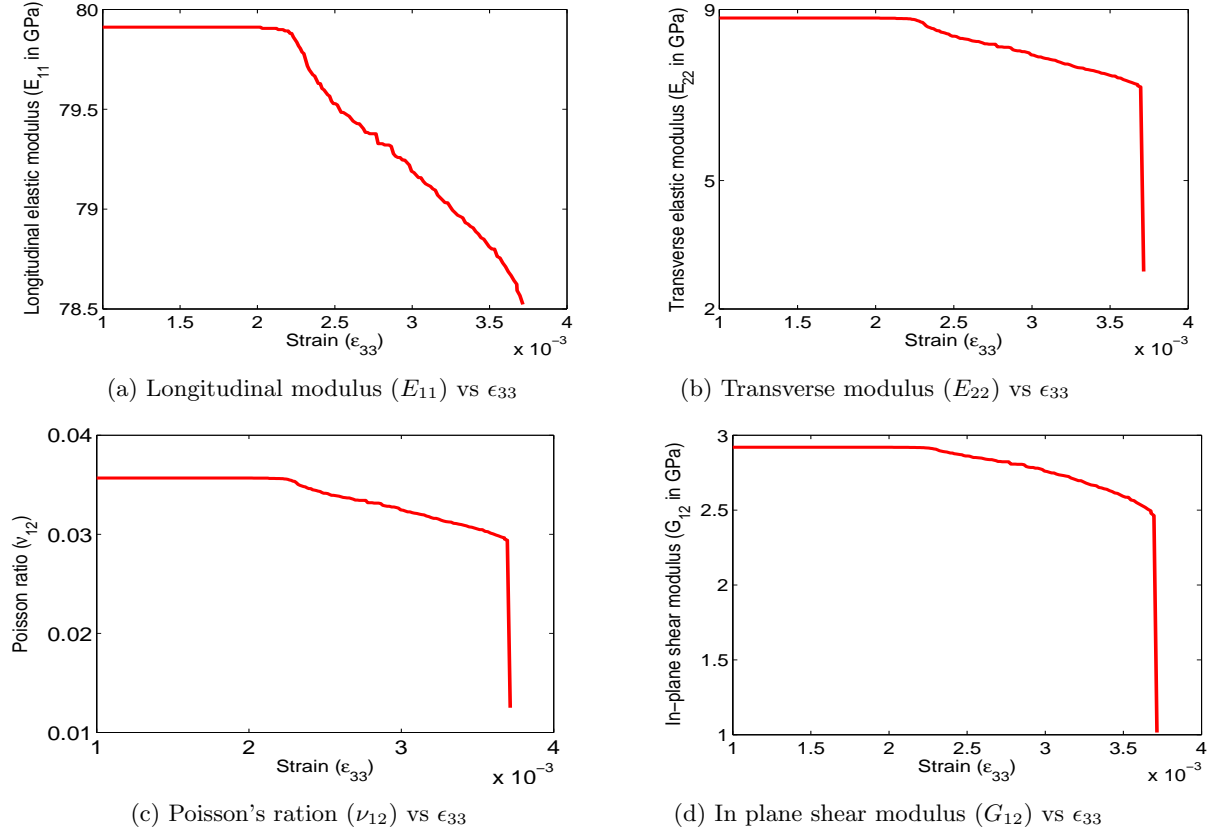 80
79.5
79
78.5
Longitudinal elastic modulus (E₁₁ in GPa)
1 1.5 2 2.5 3 3.5 4
Strain (ε₃₃)
x 10⁻³
(a) Longitudinal modulus (E₁₁) vs ϵ₃₃
9
5
2
Transverse elastic modulus (E₂₂ in GPa)
1 1.5 2 2.5 3 3.5 4
Strain (ε₃₃)
x 10⁻³
(b) Transverse modulus (E₂₂) vs ϵ₃₃
0.04
0.03
0.02
0.01
Poisson ratio (ν₁₂)
1 2 3 4
Strain (ε₃₃)
x 10⁻³
(c) Poisson's ration (ν₁₂) vs ϵ₃₃
3
2.5
2
1.5
1
In−plane shear modulus (G₁₂ in GPa)
1 1.5 2 2.5 3 3.5 4
Strain (ε₃₃)
x 10⁻³
(d) In plane shear modulus (G₁₂) vs ϵ₃₃